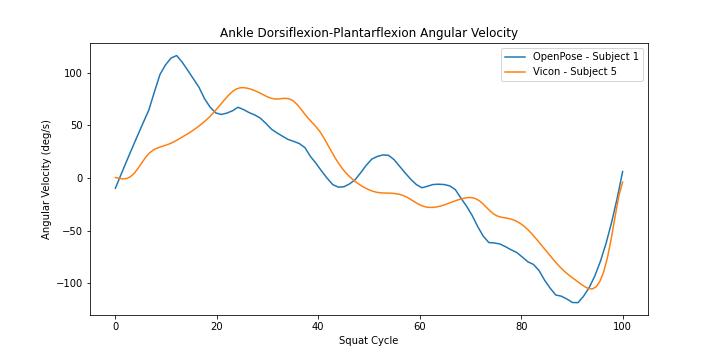 Ankle Dorsiflexion-Plantarflexion Angular Velocity
OpenPose - Subject 1
Vicon - Subject 5
Angular Velocity (deg/s)
100
50
0
−50
−100
0 20 40 60 80 100
Squat Cycle